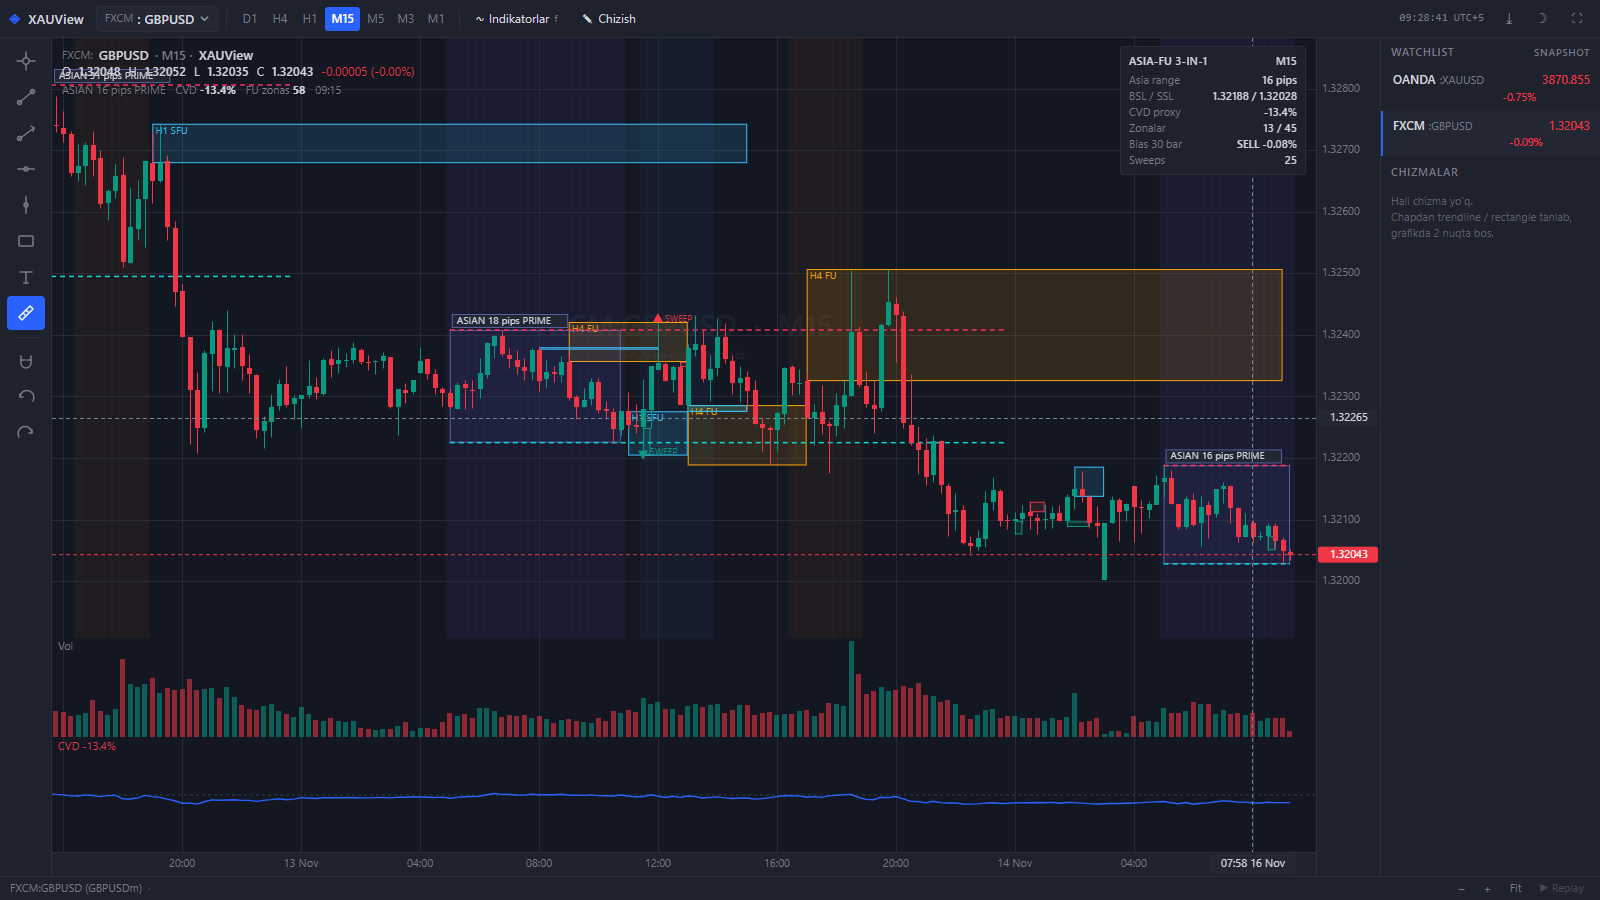 XAUView
FXCM : GBPUSD
D1 H4 H1 M15 M5 M3 M1
Indikatorlar f
Chizish
09:28:41 UTC+5
FXCM: GBPUSD · M15 · XAUView
O 1.32048 H 1.32052 L 1.32035 C 1.32043 -0.00005 (-0.00%)
ASIAN 31 pips PRIME
ASIAN 16 pips PRIME CVD -13.4% FU zonas 58 09:15
H1 SFU
ASIAN 18 pips PRIME
H4 FU
SWEEP
H1 SFU
SWEEP
H4 FU
H4 FU
ASIAN 16 pips PRIME
ASIA-FU 3-IN-1 M15
Asia range 16 pips
BSL / SSL 1.32188 / 1.32028
CVD proxy -13.4%
Zonalar 13 / 45
Bias 30 bar SELL -0.08%
Sweeps 25
1.32800
1.32700
1.32600
1.32500
1.32400
1.32300
1.32265
1.32200
1.32100
1.32043
1.32000
WATCHLIST SNAPSHOT
OANDA :XAUUSD 3870.855
-0.75%
FXCM :GBPUSD 1.32043
-0.09%
CHIZMALAR
Hali chizma yo'q.
Chapdan trendline / rectangle tanlab,
grafikda 2 nuqta bos.
Vol
CVD -13.4%
20:00 13 Nov 04:00 08:00 12:00 16:00 20:00 14 Nov 04:00 07:58 16 Nov
FXCM:GBPUSD (GBPUSDm) ·
− + Fit Replay